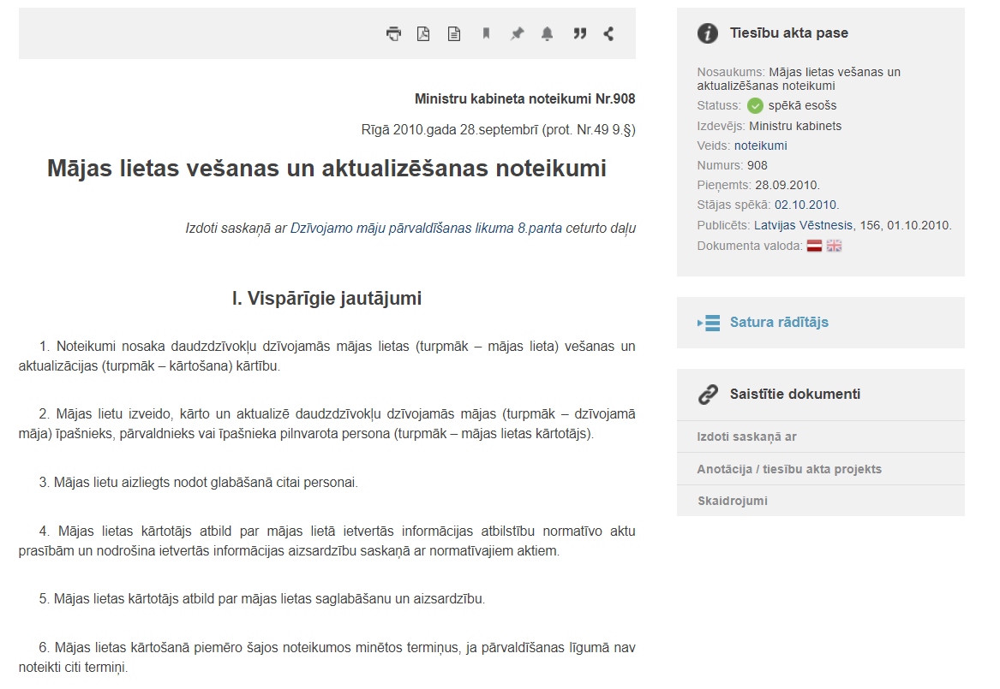 Ministru kabineta noteikumi Nr.908
Rīgā 2010.gada 28.septembrī (prot. Nr.49 9.§)
Mājas lietas vešanas un aktualizēšanas noteikumi
Izdoti saskaņā ar Dzīvojamo māju pārvaldīšanas likuma 8.panta ceturto daļu
I. Vispārīgie jautājumi
1. Noteikumi nosaka daudzdzīvokļu dzīvojamās mājas lietas (turpmāk – mājas lieta) vešanas un
aktualizācijas (turpmāk – kārtošana) kārtību.
2. Mājas lietu izveido, kārto un aktualizē daudzdzīvokļu dzīvojamās mājas (turpmāk – dzīvojamā
māja) īpašnieks, pārvaldnieks vai īpašnieka pilnvarota persona (turpmāk – mājas lietas kārtotājs).
3. Mājas lietu aizliegts nodot glabāšanā citai personai.
4. Mājas lietas kārtotājs atbild par mājas lietā ietvertās informācijas atbilstību normatīvo aktu
prasībām un nodrošina ietvertās informācijas aizsardzību saskaņā ar normatīvajiem aktiem.
5. Mājas lietas kārtotājs atbild par mājas lietas saglabāšanu un aizsardzību.
6. Mājas lietas kārtošanā piemēro šajos noteikumos minētos termiņus, ja pārvaldīšanas līgumā nav
noteikti citi termiņi.
Tiesību akta pase
Nosaukums: Mājas lietas vešanas un
aktualizēšanas noteikumi
Statuss: spēkā esošs
Izdevējs: Ministru kabinets
Veids: noteikumi
Numurs: 908
Pieņemts: 28.09.2010.
Stājas spēkā: 02.10.2010.
Publicēts: Latvijas Vēstnesis, 156, 01.10.2010.
Dokumenta valoda:
Satura rādītājs
Saistītie dokumenti
Izdoti saskaņā ar
Anotācija / tiesību akta projekts
Skaidrojumi